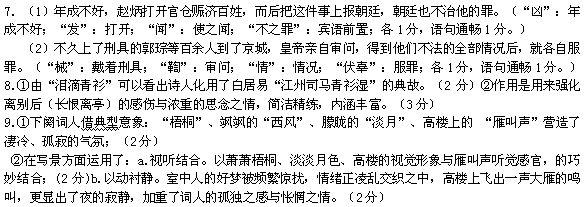 7. （1）年成不好，赵炳打开官仓赈济百姓，而后把这件事上报朝廷，朝廷也不治他的罪。（“凶”：年
成不好；“发”：打开；“闻”：使之闻；“不之罪”：宾语前置；各1分，语句通畅1分。）
（2）不久上了刑具的郭琮等百余人到了京城，皇帝亲自审问，得到他们不法的全部情况后，就各自服
罪。（“械”：戴着刑具；“鞫”：审问；“情”：情况；“伏辜”：服罪；各1分，语句通畅1分。）
8.①由“泪滴青衫”可以看出诗人化用了白居易“江州司马青衫湿”的典故。（2分）②作用是用来强化
离别后（长恨离亭）的感伤与浓重的思念之情，简洁精练，内涵丰富。（3分）
9.①下阕词人借典型意象：“梧桐”、飒飒的“西风”、朦胧的“淡月”、高楼上的 “雁叫声”营造了
凄冷、孤寂的气氛；（2分）
②在写景方面运用了：a.视听结合。以萧萧梧桐、淡淡月色、高楼的视觉形象与雁叫声听觉感官，的巧
妙结合；(2分)b.以动衬静。室中人的好梦被频繁惊扰，情绪正凌乱交织之中，高楼上飞出一声大雁的鸣
叫，更显出了夜的寂静，加重了词人的孤独之感与怅惘之情。（2分）